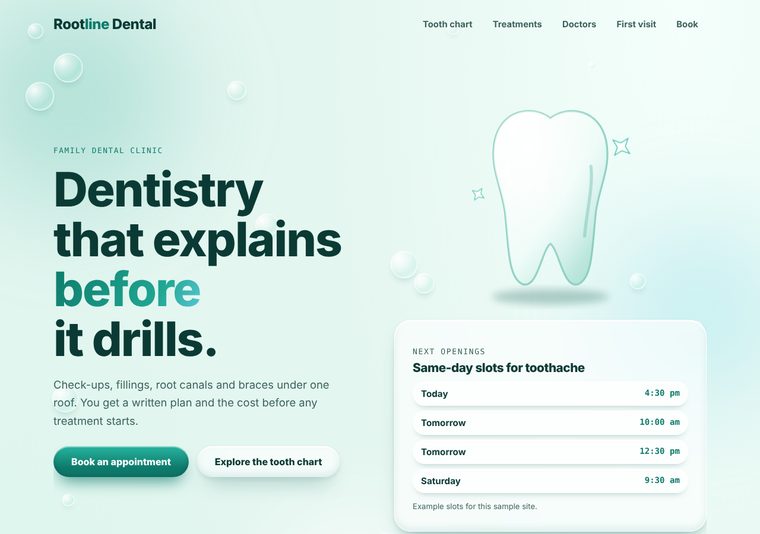 Rootline Dental
Tooth chart Treatments Doctors First visit Book
FAMILY DENTAL CLINIC
Dentistry
that explains
before
it drills.
Check-ups, fillings, root canals and braces under one
roof. You get a written plan and the cost before any
treatment starts.
Book an appointment Explore the tooth chart
NEXT OPENINGS
Same-day slots for toothache
Today 4:30 pm
Tomorrow 10:00 am
Tomorrow 12:30 pm
Saturday 9:30 am
Example slots for this sample site.